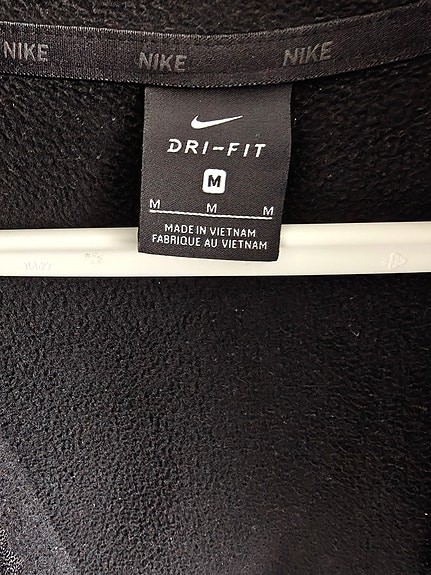 NIKE NIKE NIKE
DRI-FIT
M
M M M
MADE IN VIETNAM
FABRIQUE AU VIETNAM